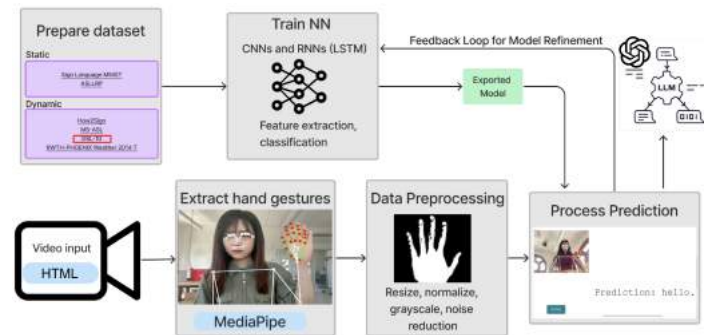 Prepare dataset
Static
Sign Language MNIST
ASLLRP
Dynamic
How2Sign
MS ASL
RWTH-PHOENIX Weather 2014 T
Train NN
CNNs and RNNs (LSTM)
Feature extraction,
classification
Feedback Loop for Model Refinement
Exported
Model
LLM
Video input
HTML
Extract hand gestures
MediaPipe
Data Preprocessing
Resize, normalize,
grayscale, noise
reduction
Process Prediction
Prediction: hello.